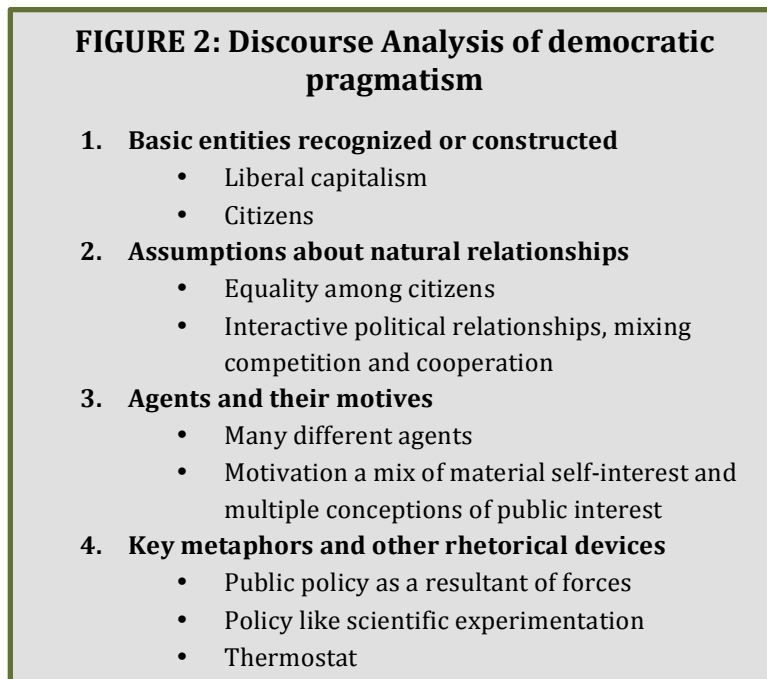 FIGURE 2: Discourse Analysis of democratic
pragmatism
1. Basic entities recognized or constructed
• Liberal capitalism
• Citizens
2. Assumptions about natural relationships
• Equality among citizens
• Interactive political relationships, mixing
competition and cooperation
3. Agents and their motives
• Many different agents
• Motivation a mix of material self-interest and
multiple conceptions of public interest
4. Key metaphors and other rhetorical devices
• Public policy as a resultant of forces
• Policy like scientific experimentation
• Thermostat